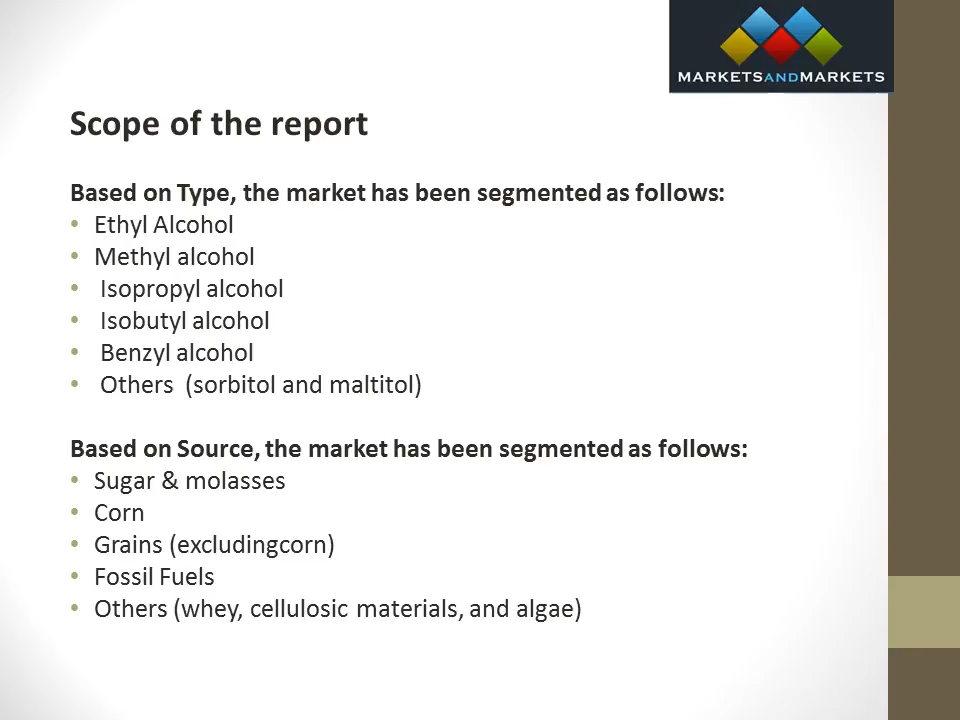 MARKETSANDMARKETS
Scope of the report
Based on Type, the market has been segmented as follows:
• Ethyl Alcohol
• Methyl alcohol
• Isopropyl alcohol
• Isobutyl alcohol
• Benzyl alcohol
• Others (sorbitol and maltitol)
Based on Source, the market has been segmented as follows:
• Sugar & molasses
• Corn
• Grains (excludingcorn)
• Fossil Fuels
• Others (whey, cellulosic materials, and algae)